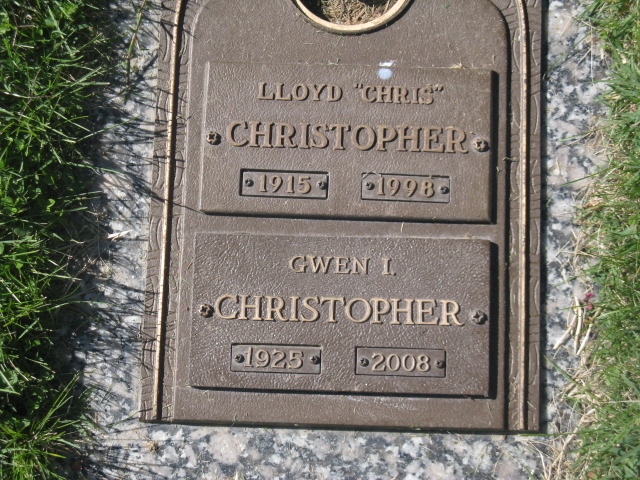 LLOYD "CHRIS"
CHRISTOPHER
1915 1998
GWEN I.
CHRISTOPHER
1925 2008